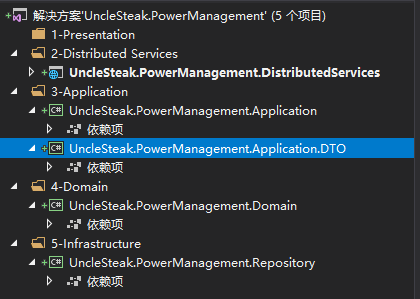 解决方案'UncleSteak.PowerManagement' (5 个项目)
1-Presentation
2-Distributed Services
UncleSteak.PowerManagement.DistributedServices
3-Application
C# UncleSteak.PowerManagement.Application
依赖项
C# UncleSteak.PowerManagement.Application.DTO
依赖项
4-Domain
C# UncleSteak.PowerManagement.Domain
依赖项
5-Infrastructure
C# UncleSteak.PowerManagement.Repository
依赖项